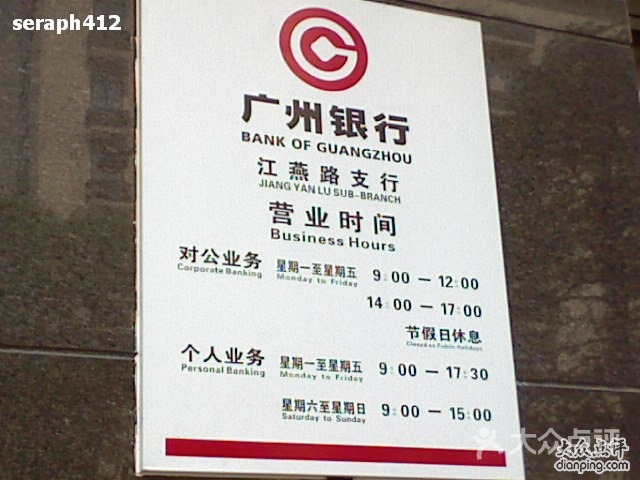 seraph412
广州银行
BANK OF GUANGZHOU
江燕路支行
JIANG YAN LU SUB-BRANCH
营业时间
Business Hours
对公业务 星期一至星期五 9:00 — 12:00
Corporate Banking Monday to Friday
14:00 — 17:00
节假日休息
Closed on Public Holidays
个人业务 星期一至星期五 9:00 — 17:30
Personal Banking Monday to Friday
星期六至星期日 9:00 — 15:00
Saturday to Sunday
大众点评
大众点评
dianping.com